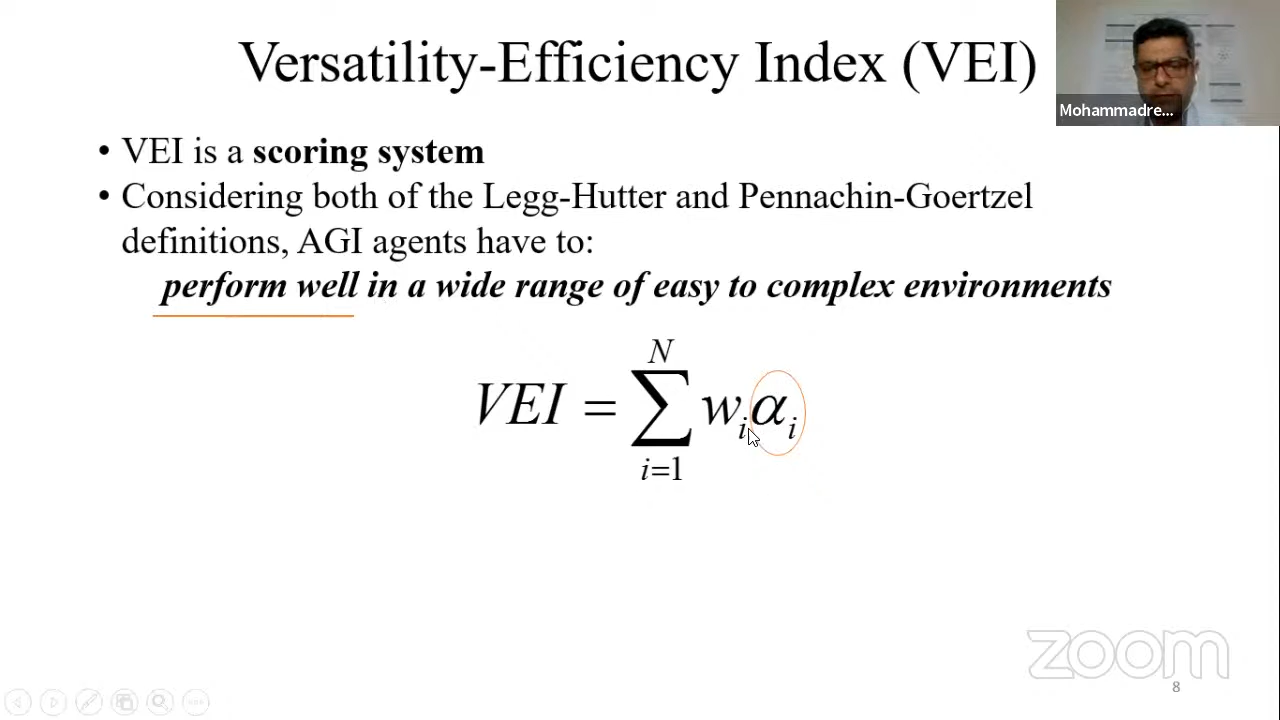 Versatility-Efficiency Index (VEI)
Mohammadre...
• VEI is a scoring system
• Considering both of the Legg-Hutter and Pennachin-Goertzel
definitions, AGI agents have to:
perform well in a wide range of easy to complex environments
N
VEI = ∑ wᵢαᵢ
i=1
zoom
8